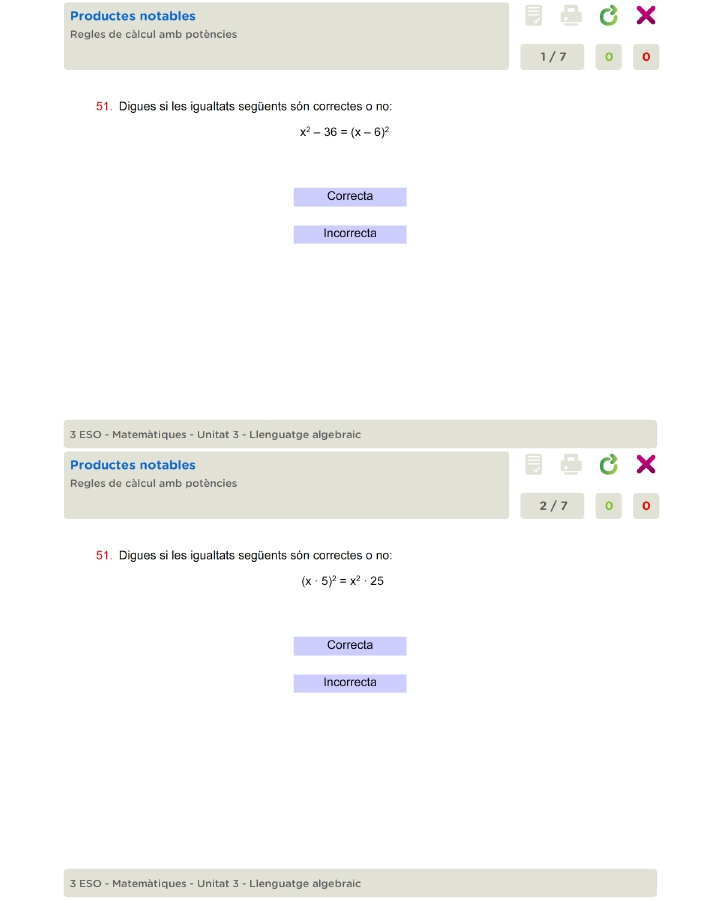 Productes notables
Regles de càlcul amb potències
1 / 7 0 0
51. Digues si les igualtats següents són correctes o no:
x² – 36 = (x – 6)²
Correcta
Incorrecta
3 ESO - Matemàtiques - Unitat 3 - Llenguatge algebraic
Productes notables
Regles de càlcul amb potències
2 / 7 0 0
51. Digues si les igualtats següents són correctes o no:
(x · 5)² = x² · 25
Correcta
Incorrecta
3 ESO - Matemàtiques - Unitat 3 - Llenguatge algebraic